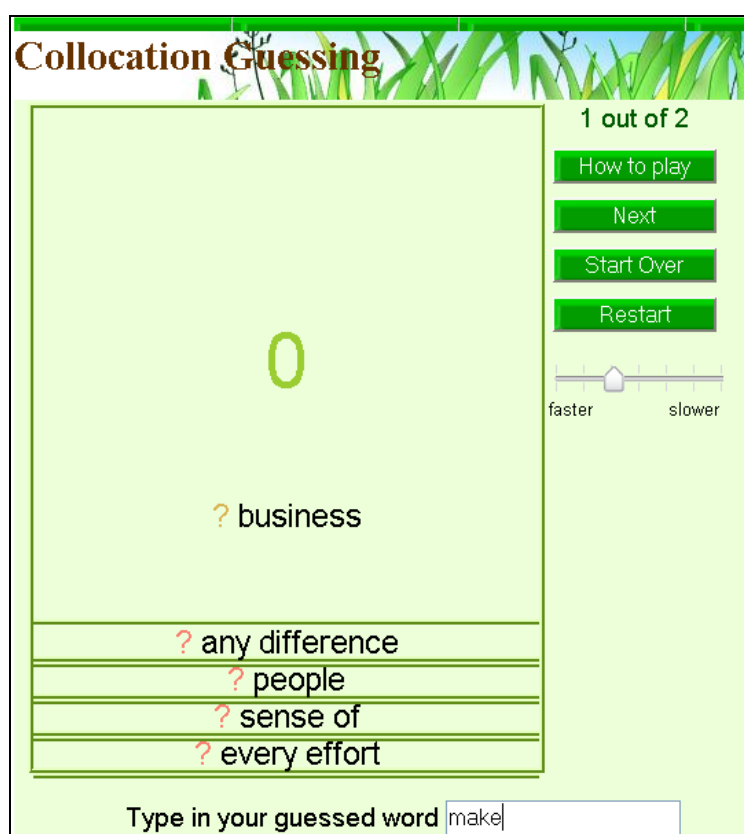 Collocation Guessing
1 out of 2
How to play
Next
Start Over
Restart
faster slower
0
? business
? any difference
? people
? sense of
? every effort
Type in your guessed word make